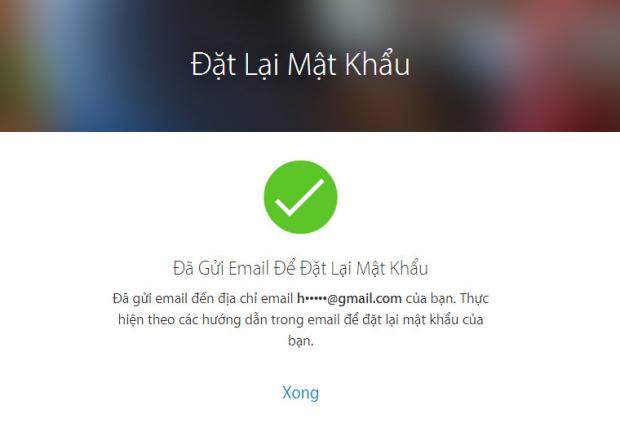 Đặt Lại Mật Khẩu
Đã Gửi Email Để Đặt Lại Mật Khẩu
Đã gửi email đến địa chỉ email h•••••@gmail.com của bạn. Thực
hiện theo các hướng dẫn trong email để đặt lại mật khẩu của
bạn.
Xong